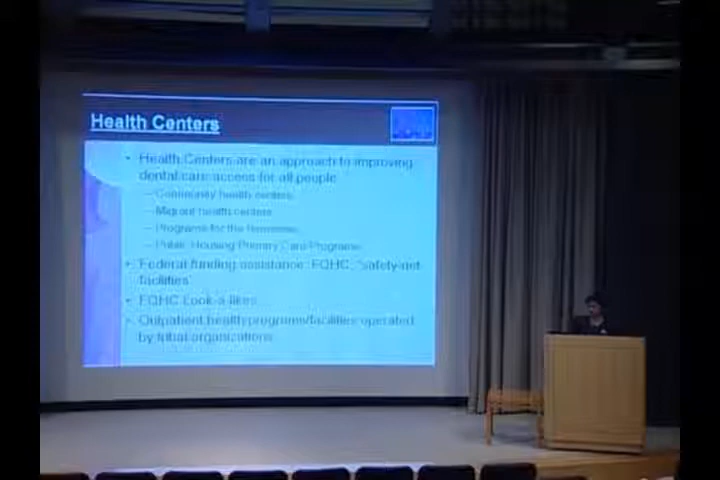 Health Centers
• Health Centers are an approach to improving
dental care access for all people
– Community health centers
– Migrant health centers
– Programs for the homeless
– Public Housing Primary Care Programs
• Federal funding assistance: FQHC, "safety-net
facilities"
• FQHC Look-a-likes
• Outpatient health programs/facilities operated
by tribal organizations